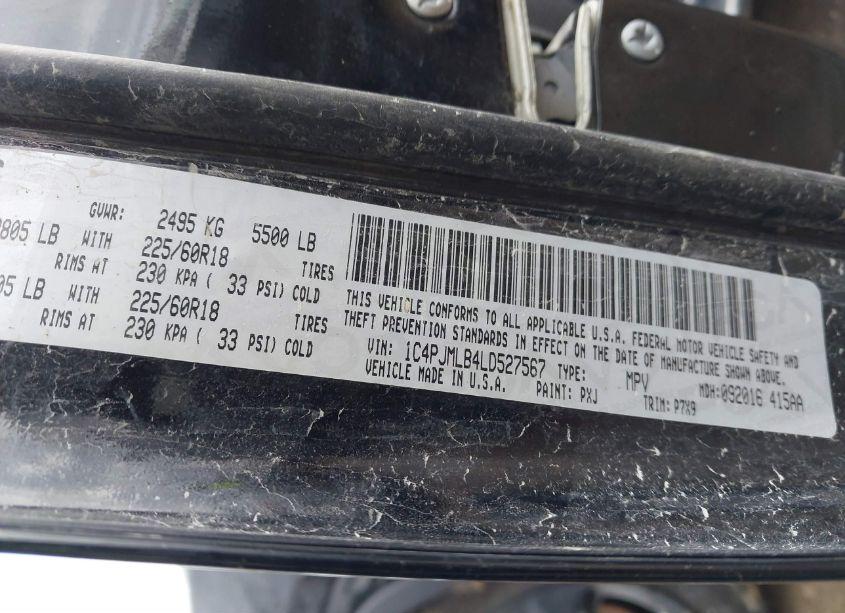 GVWR: 2495 KG 5500 LB
805 LB WITH 225/60R18 TIRES
RIMS AT 230 KPA ( 33 PSI) COLD
05 LB WITH 225/60R18 TIRES
RIMS AT 230 KPA ( 33 PSI) COLD
THIS VEHICLE CONFORMS TO ALL APPLICABLE U.S.A. FEDERAL MOTOR VEHICLE SAFETY AND
THEFT PREVENTION STANDARDS IN EFFECT ON THE DATE OF MANUFACTURE SHOWN ABOVE.
VIN: 1C4PJMLB4LD527567 TYPE: MPV MDH:092016 415AA
VEHICLE MADE IN U.S.A. PAINT: PXJ TRIM: P7X9